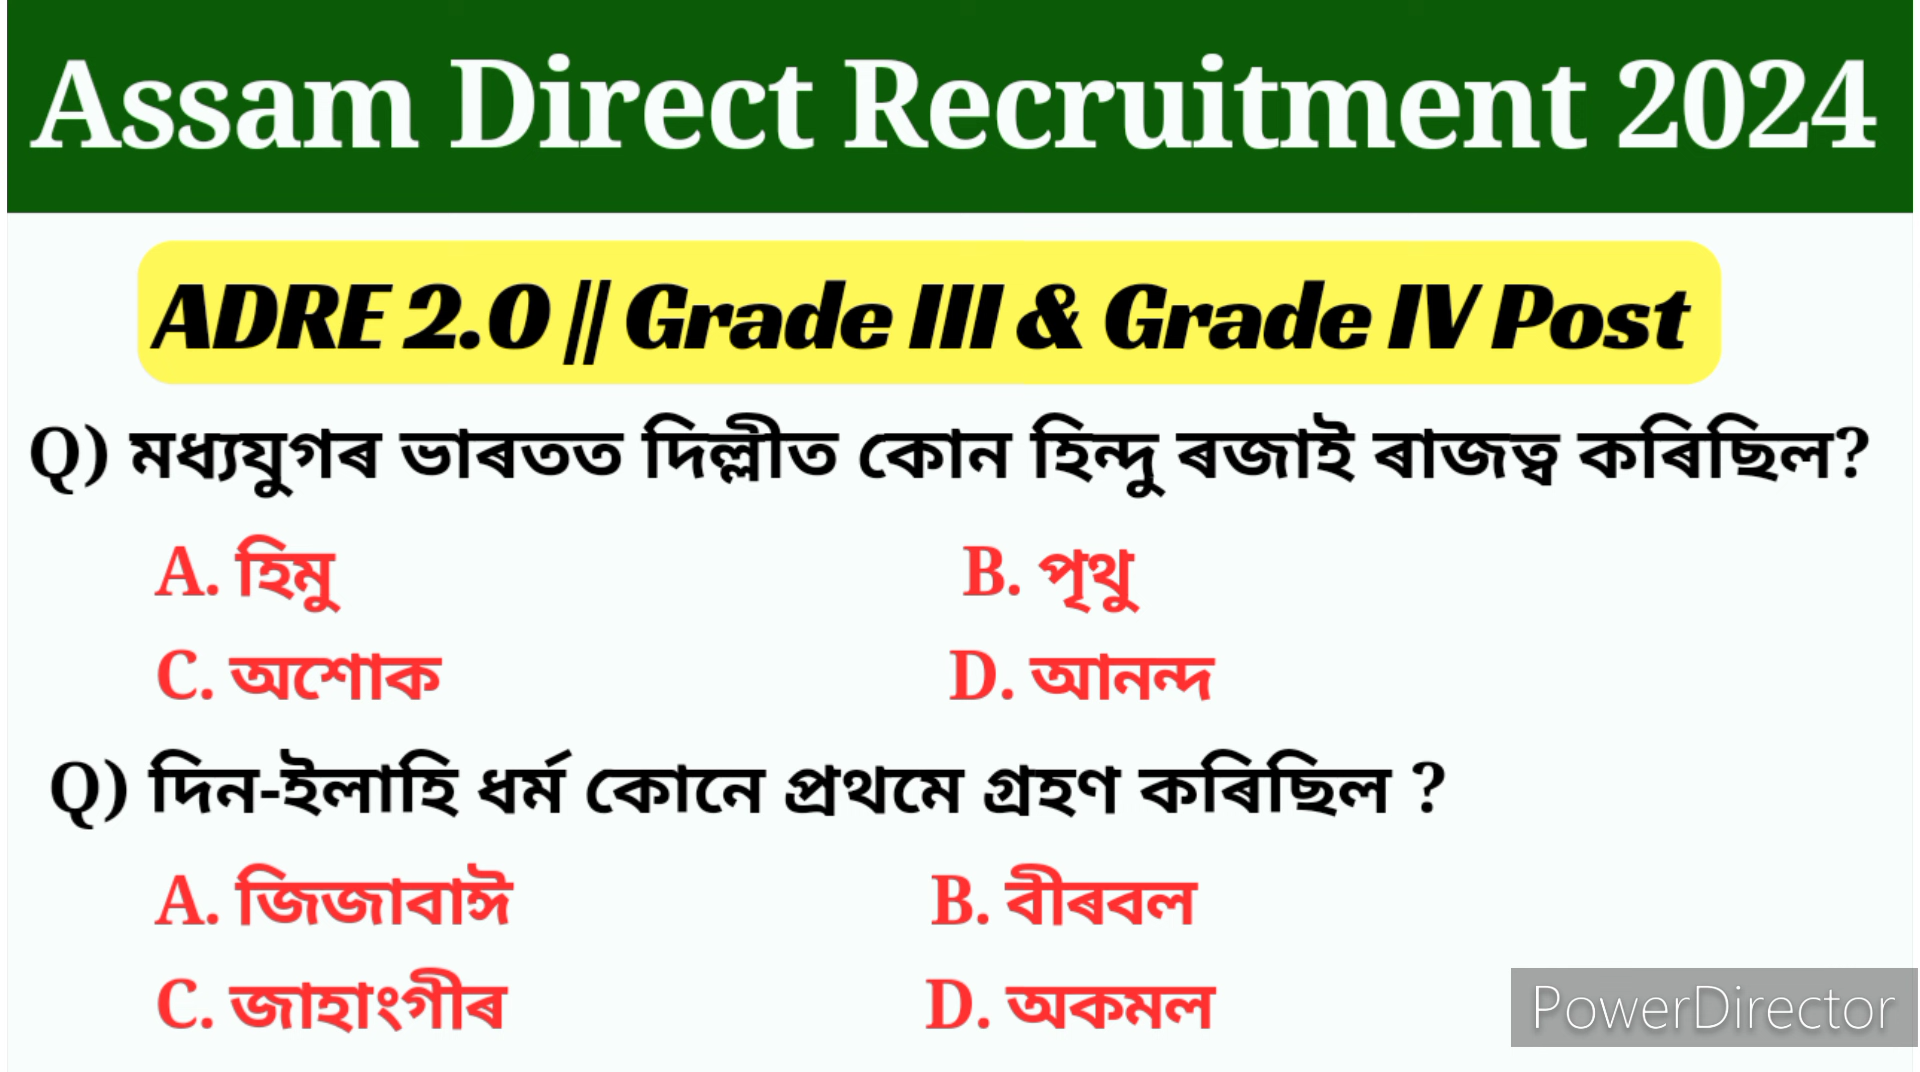 Assam Direct Recruitment 2024
ADRE 2.0 || Grade III & Grade IV Post
Q) মধ্যযুগৰ ভাৰতত দিল্লীত কোন হিন্দু ৰজাই ৰাজত্ব কৰিছিল?
A. হিমু B. পৃথু
C. অশোক D. আনন্দ
Q) দিন-ইলাহি ধৰ্ম কোনে প্ৰথমে গ্ৰহণ কৰিছিল ?
A. জিজাবাঈ B. বীৰবল
C. জাহাংগীৰ D. অকমল
PowerDirector